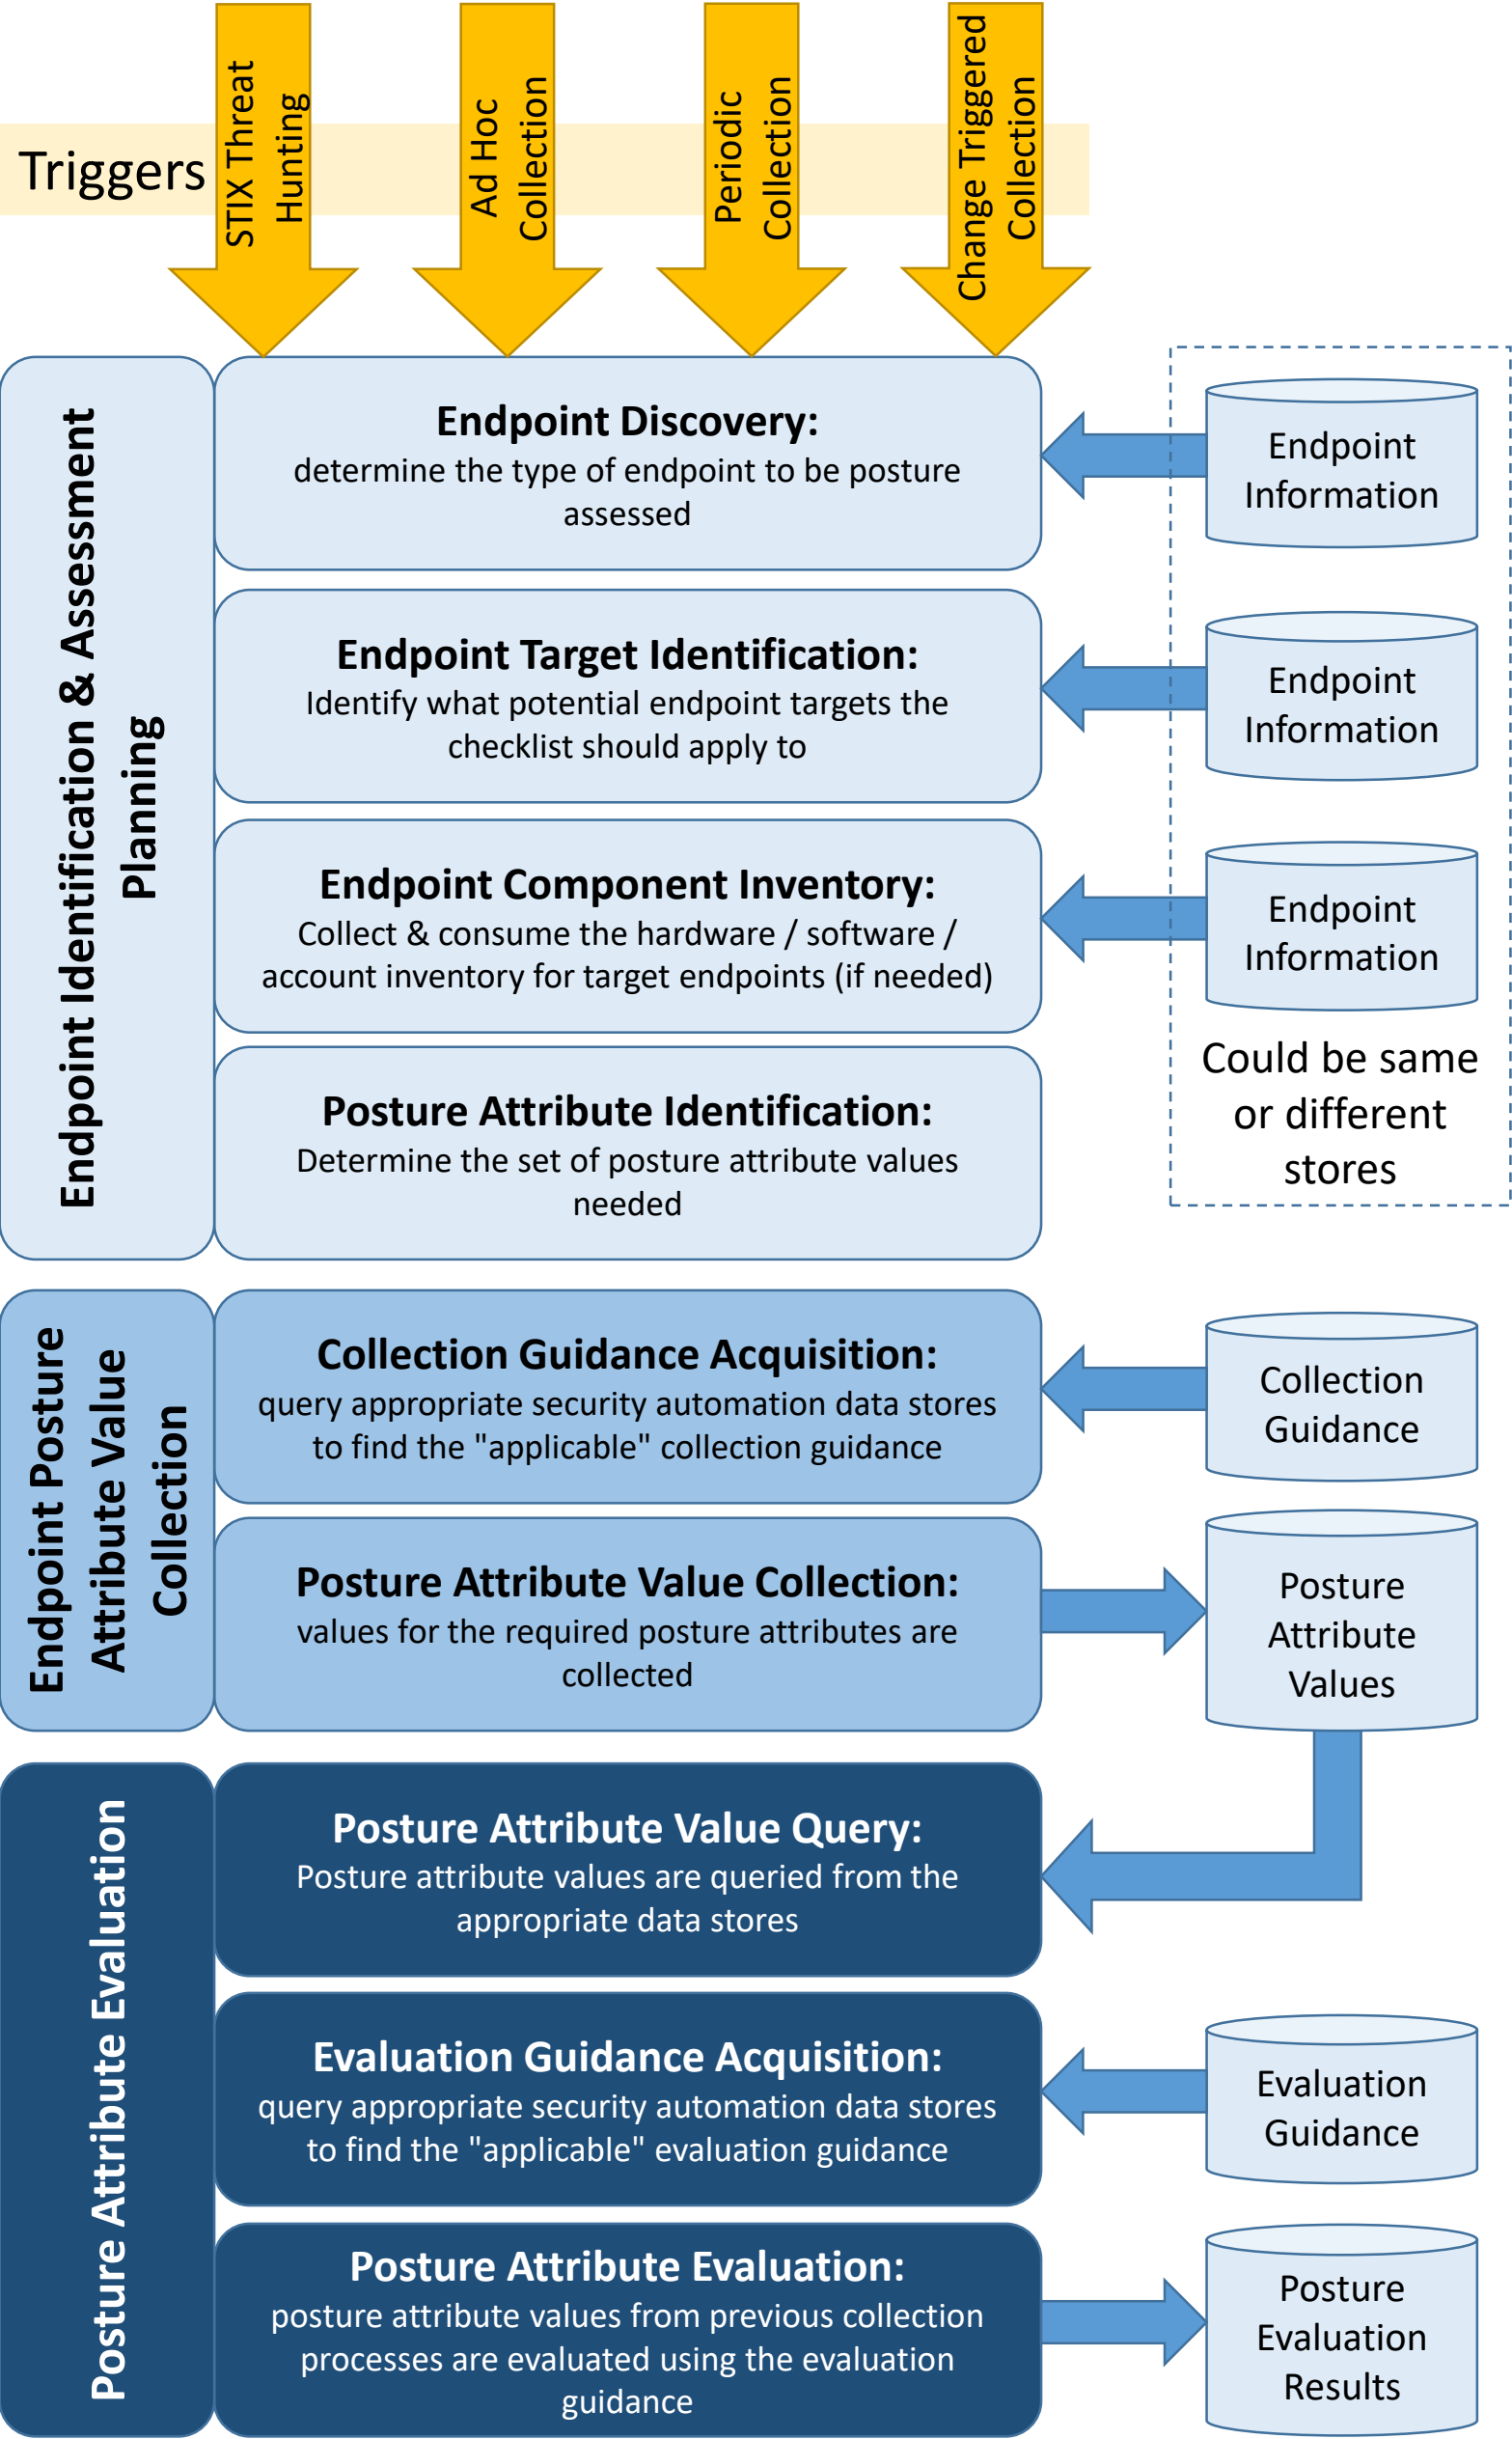 Triggers
STIX Threat
Hunting
Ad Hoc
Collection
Periodic
Collection
Change Triggered
Collection
Endpoint Identification & Assessment
Planning
Endpoint Discovery:
determine the type of endpoint to be posture
assessed
Endpoint
Information
Endpoint Target Identification:
Identify what potential endpoint targets the
checklist should apply to
Endpoint
Information
Endpoint Component Inventory:
Collect & consume the hardware / software /
account inventory for target endpoints (if needed)
Endpoint
Information
Could be same
or different
stores
Posture Attribute Identification:
Determine the set of posture attribute values
needed
Endpoint Posture
Attribute Value
Collection
Collection Guidance Acquisition:
query appropriate security automation data stores
to find the "applicable" collection guidance
Collection
Guidance
Posture Attribute Value Collection:
values for the required posture attributes are
collected
Posture
Attribute
Values
Posture Attribute Evaluation
Posture Attribute Value Query:
Posture attribute values are queried from the
appropriate data stores
Evaluation Guidance Acquisition:
query appropriate security automation data stores
to find the "applicable" evaluation guidance
Evaluation
Guidance
Posture Attribute Evaluation:
posture attribute values from previous collection
processes are evaluated using the evaluation
guidance
Posture
Evaluation
Results